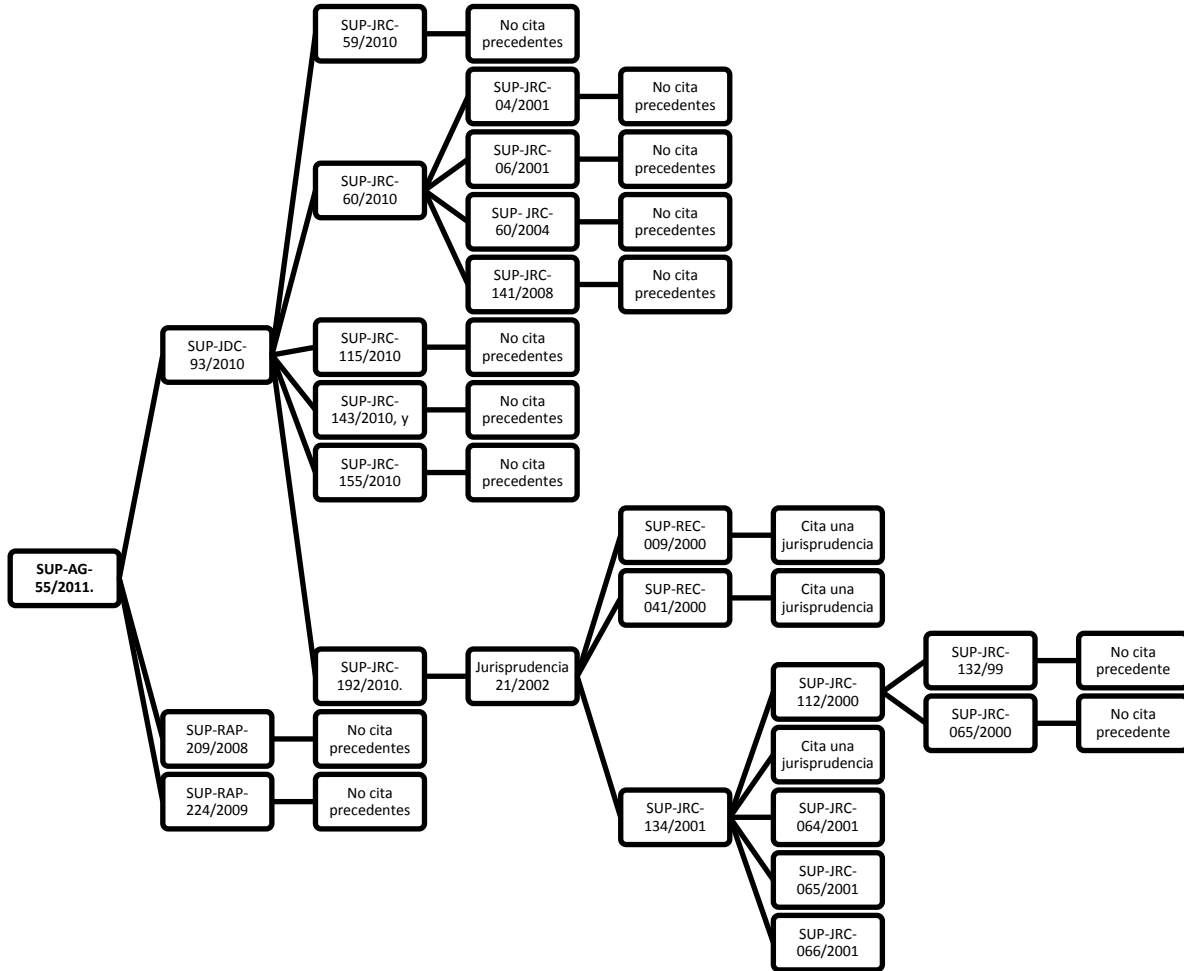 SUP-JRC-
59/2010
No cita
precedentes
SUP-JRC-
04/2001
No cita
precedentes
SUP-JRC-
06/2001
No cita
precedentes
SUP-JRC-
60/2010
SUP- JRC-
60/2004
No cita
precedentes
SUP-JRC-
141/2008
No cita
precedentes
SUP-JDC-
93/2010
SUP-JRC-
115/2010
No cita
precedentes
SUP-JRC-
143/2010, y
No cita
precedentes
SUP-JRC-
155/2010
No cita
precedentes
SUP-AG-
55/2011.
SUP-REC-
009/2000
Cita una
jurisprudencia
SUP-REC-
041/2000
Cita una
jurisprudencia
SUP-JRC-
192/2010.
Jurisprudencia
21/2002
SUP-JRC-
112/2000
SUP-JRC-
132/99
No cita
precedente
SUP-JRC-
065/2000
No cita
precedente
SUP-RAP-
209/2008
No cita
precedentes
SUP-RAP-
224/2009
No cita
precedentes
SUP-JRC-
134/2001
Cita una
jurisprudencia
SUP-JRC-
064/2001
SUP-JRC-
065/2001
SUP-JRC-
066/2001